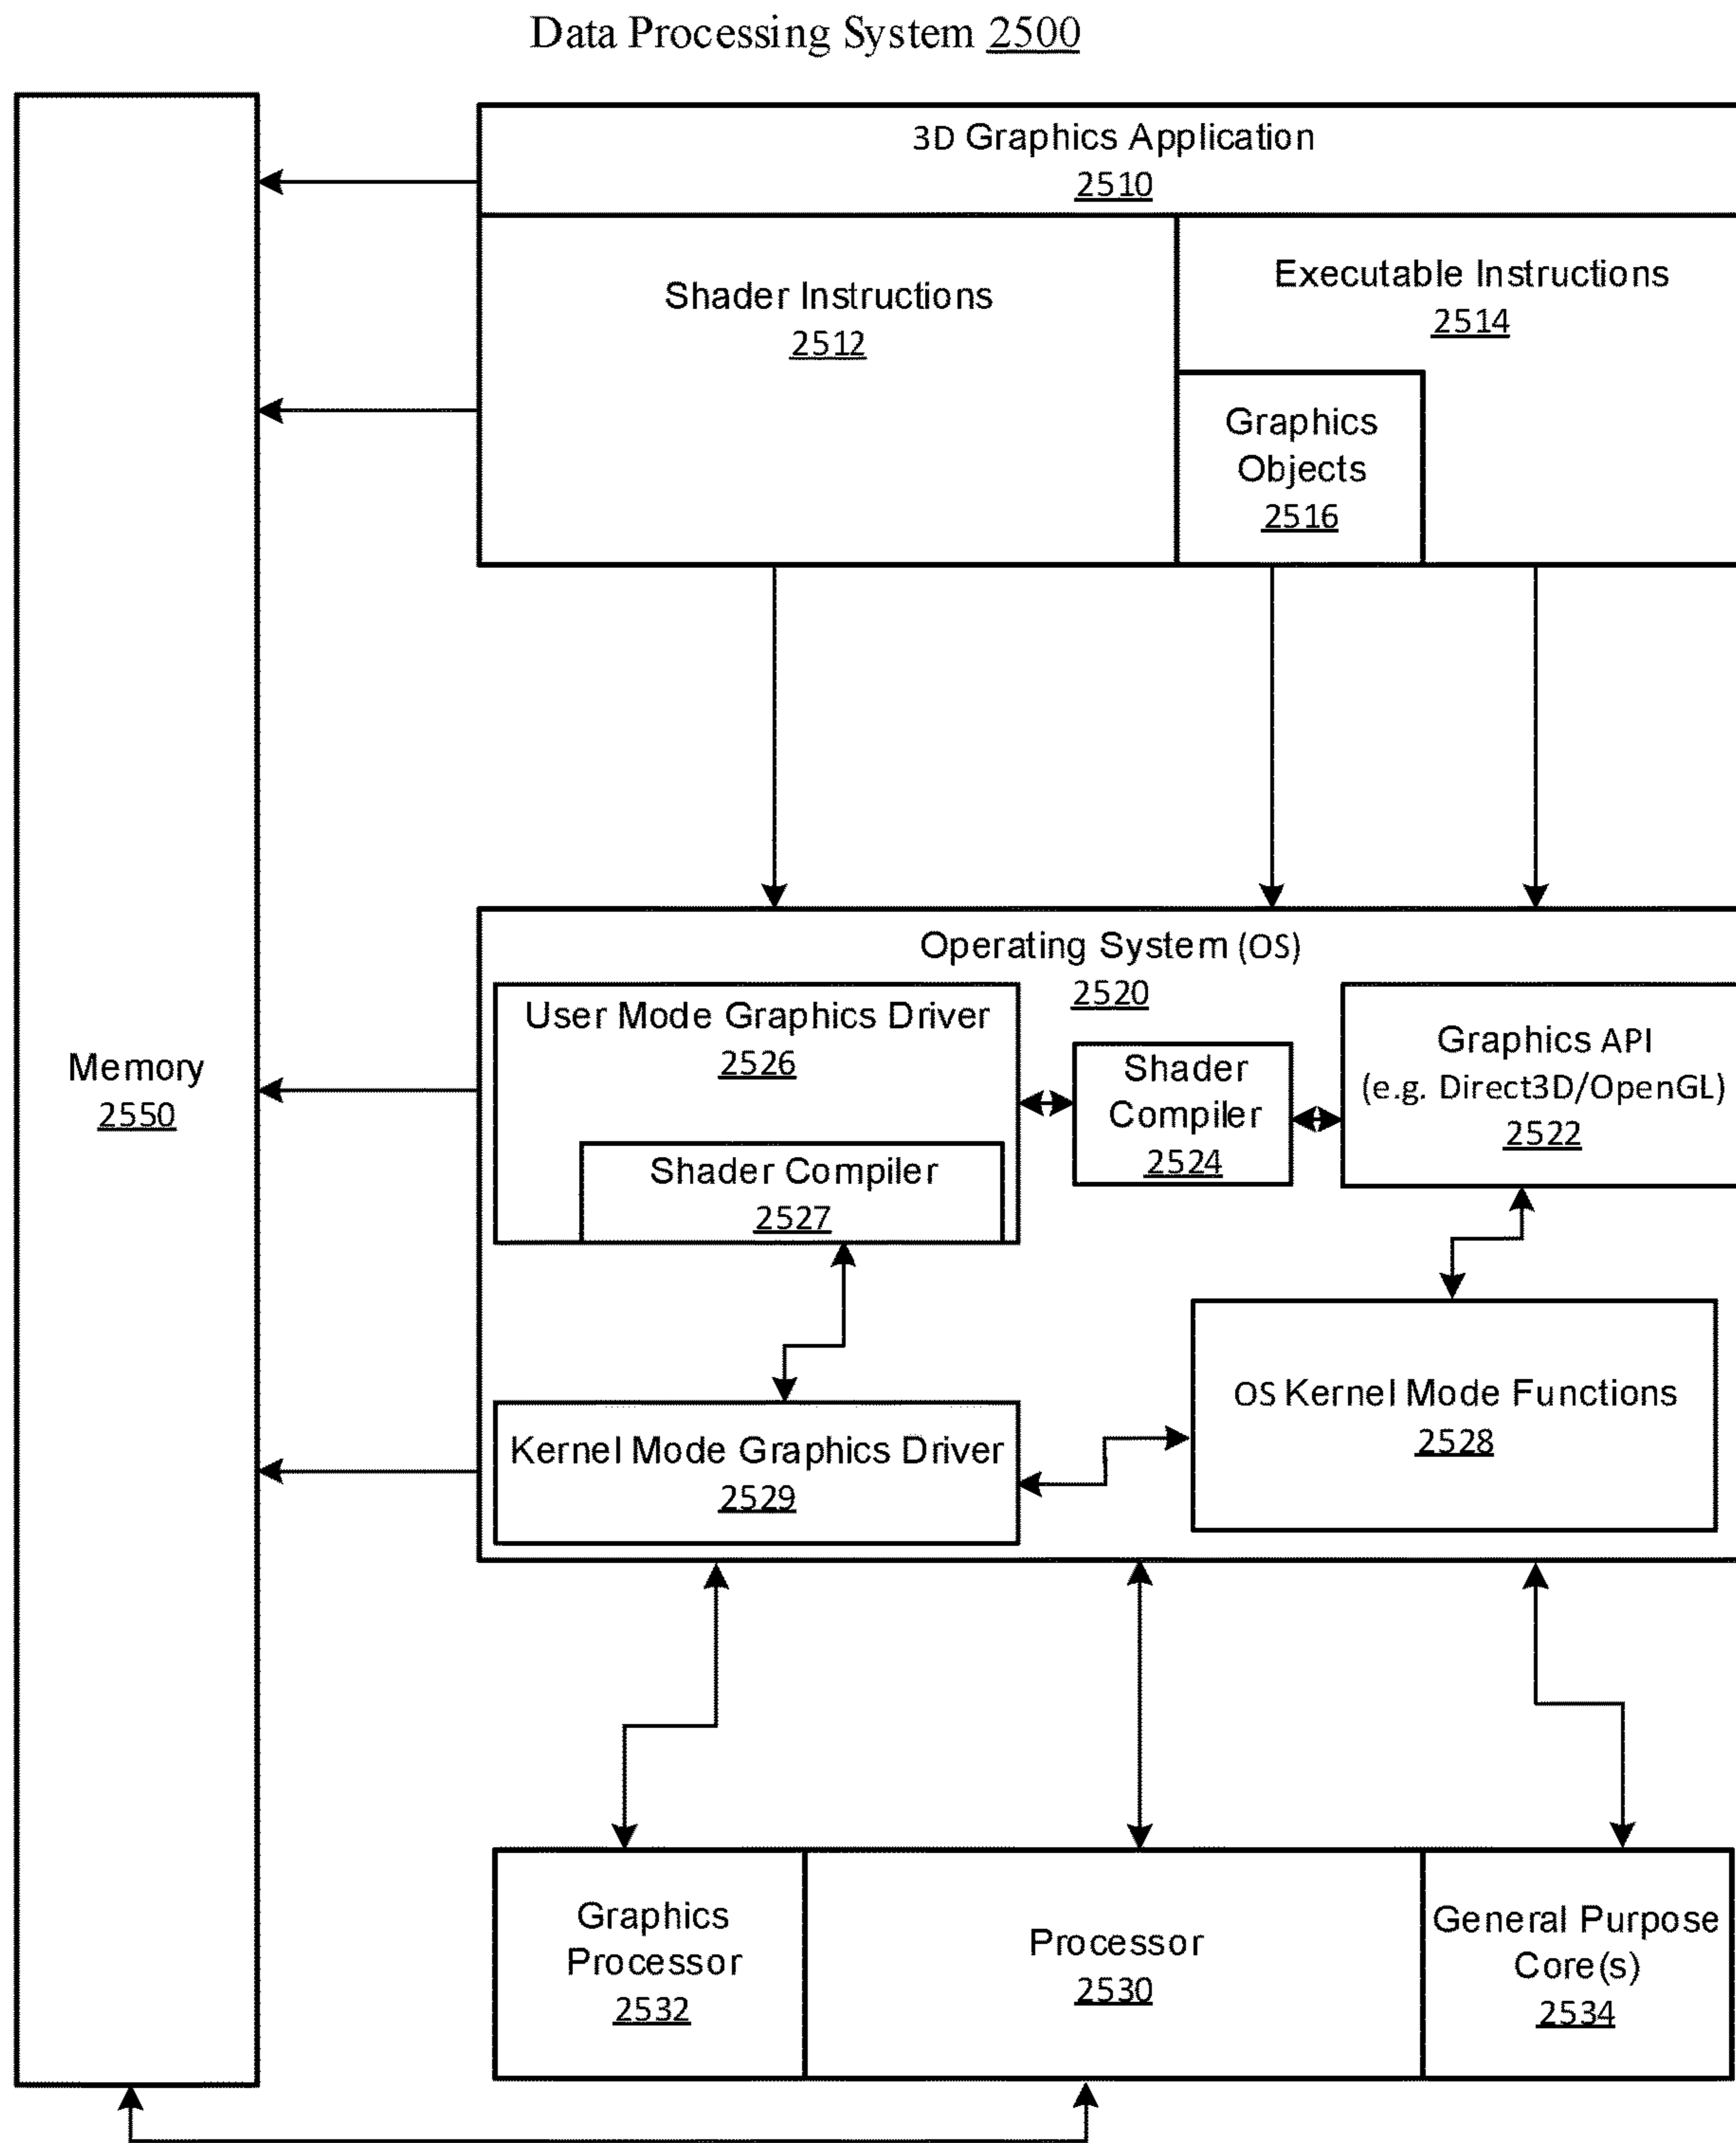 Data Processing System 2500
3D Graphics Application
2510
Shader Instructions
2512
Executable Instructions
2514
Graphics
Objects
2516
Memory
2550
Operating System (OS)
2520
User Mode Graphics Driver
2526
Shader Compiler
2527
Shader
Compiler
2524
Graphics API
(e.g. Direct3D/OpenGL)
2522
Kernel Mode Graphics Driver
2529
OS Kernel Mode Functions
2528
Graphics
Processor
2532
Processor
2530
General Purpose
Core(s)
2534